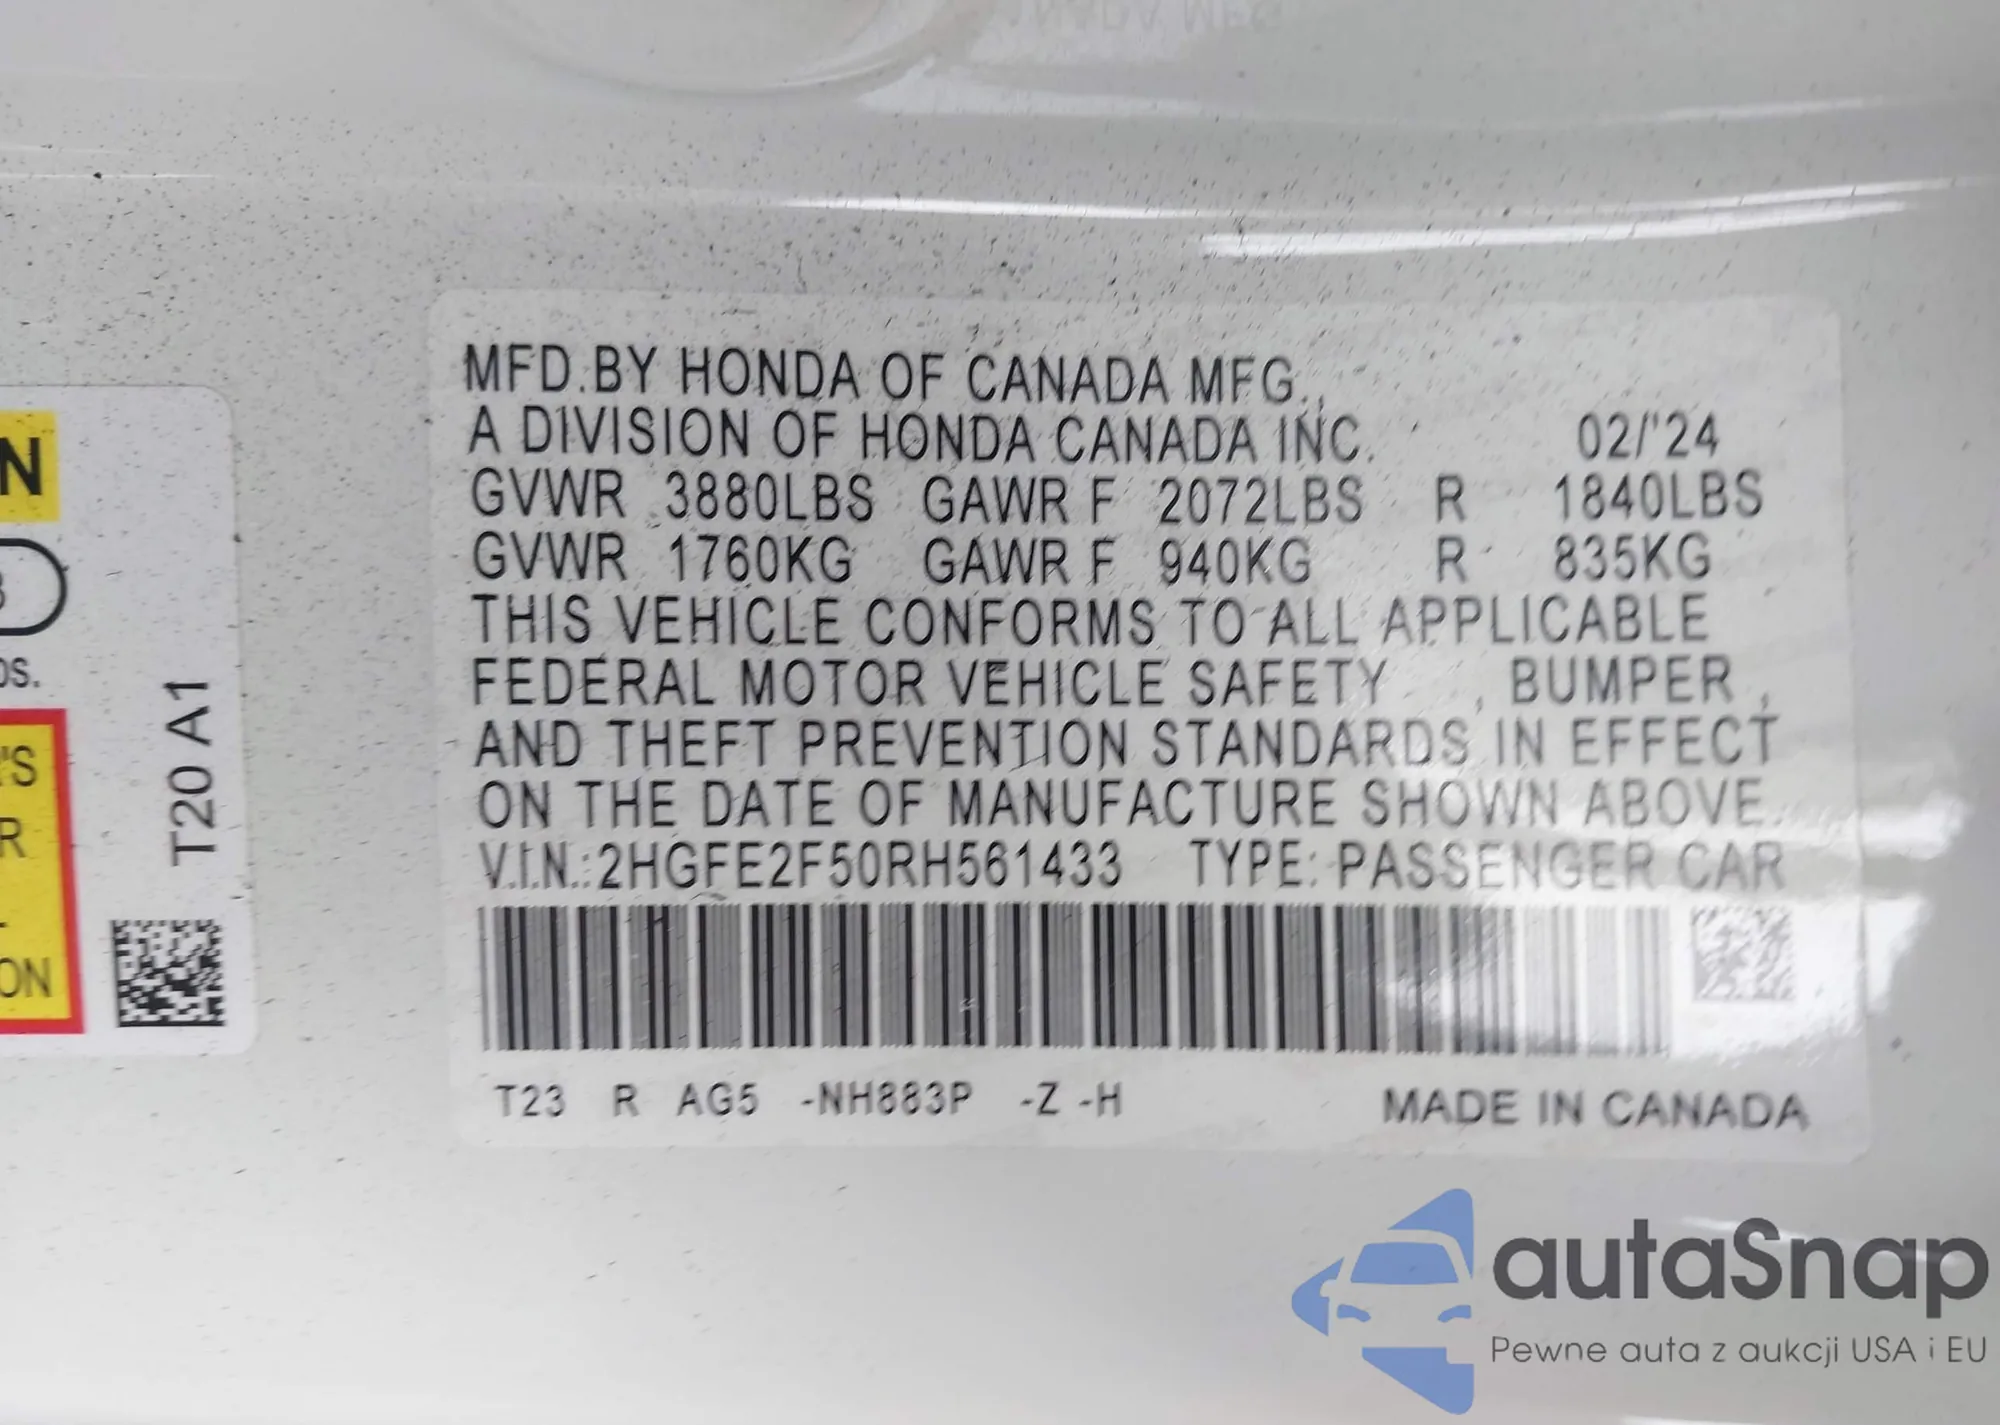 MFD.BY HONDA OF CANADA MFG.,
A DIVISION OF HONDA CANADA INC. 02/'24
GVWR 3880LBS GAWR F 2072LBS R 1840LBS
GVWR 1760KG GAWR F 940KG R 835KG
THIS VEHICLE CONFORMS TO ALL APPLICABLE
FEDERAL MOTOR VEHICLE SAFETY , BUMPER ,
AND THEFT PREVENTION STANDARDS IN EFFECT
ON THE DATE OF MANUFACTURE SHOWN ABOVE.
V.I.N.:2HGFE2F50RH561433 TYPE: PASSENGER CAR
T23 R AG5 -NH883P -Z -H MADE IN CANADA
T20 A1
autaSnap
Pewne auta z aukcji USA i EU